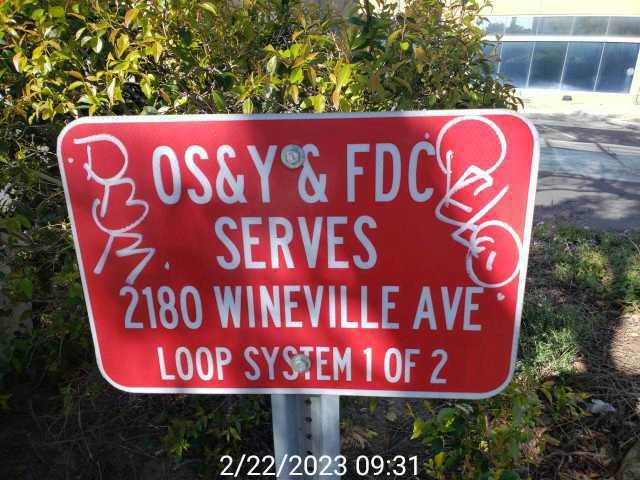 OS&Y & FDC
SERVES
2180 WINEVILLE AVE
LOOP SYSTEM 1 OF 2
2/22/2023 09:31